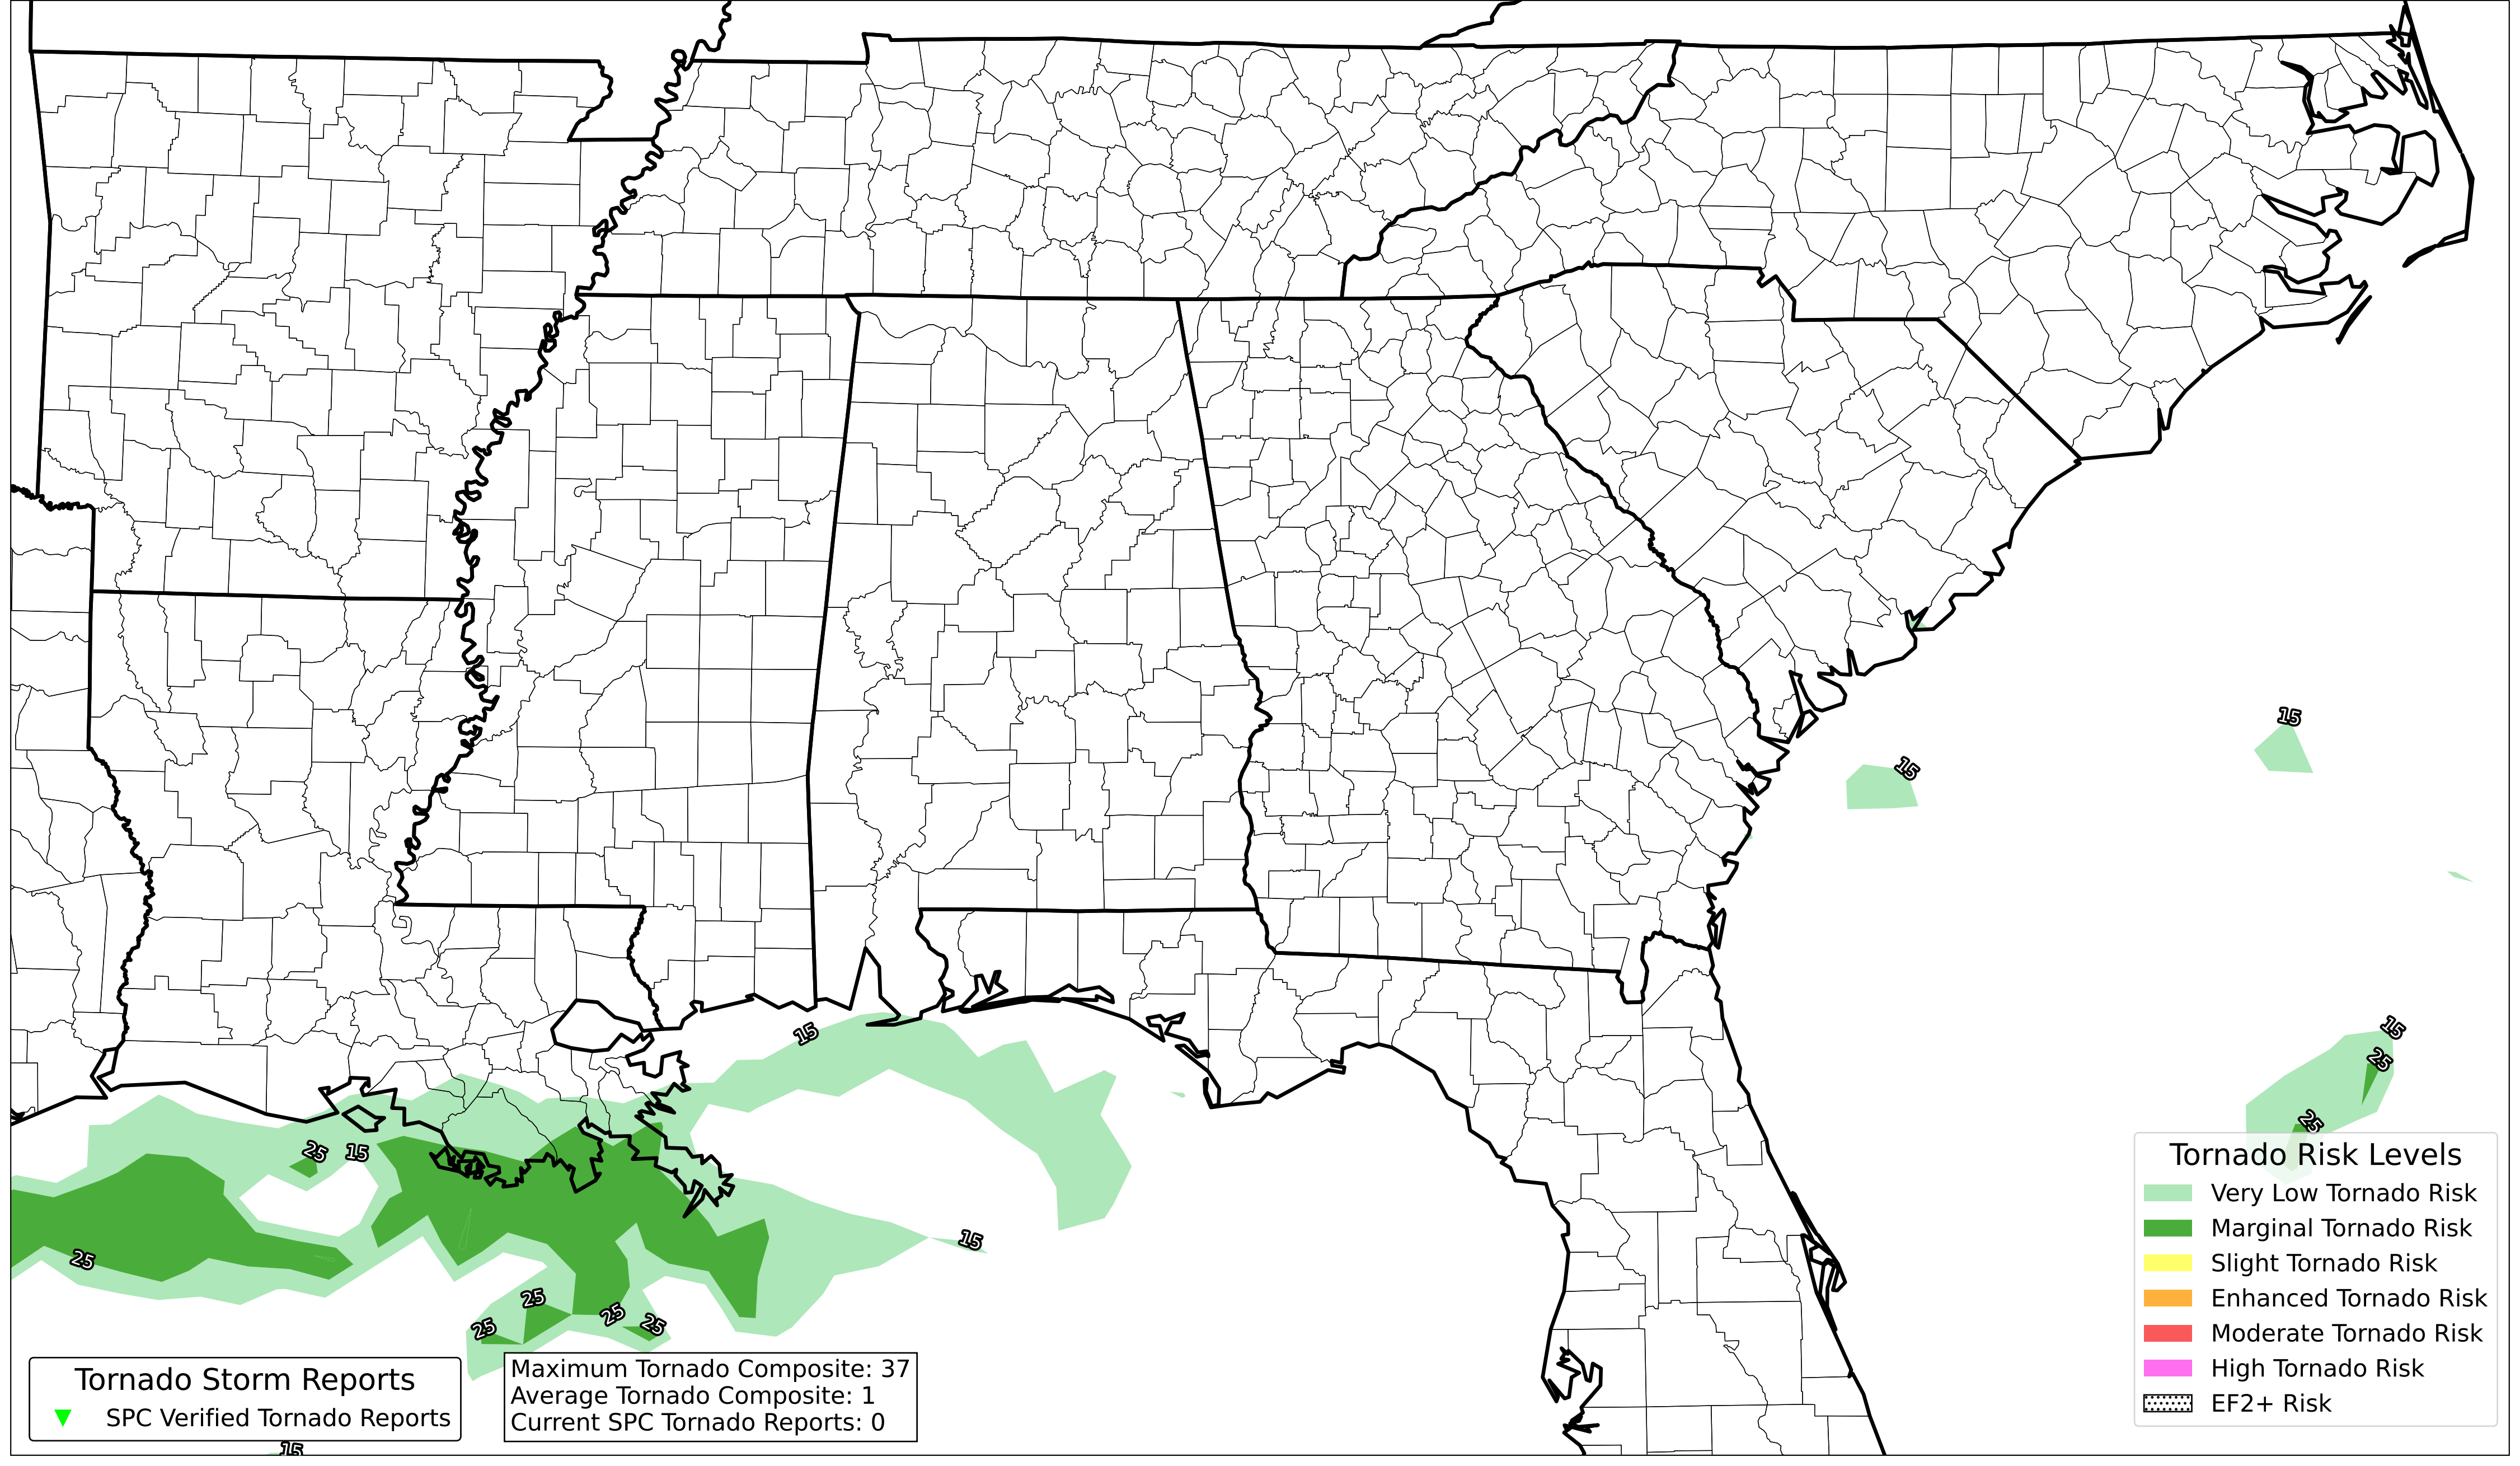 15
15
15
15
25
25
25
15
15
25
25
25
25
25
15
Tornado Risk Levels
Very Low Tornado Risk
Marginal Tornado Risk
Slight Tornado Risk
Enhanced Tornado Risk
Moderate Tornado Risk
High Tornado Risk
EF2+ Risk
Tornado Storm Reports
SPC Verified Tornado Reports
Maximum Tornado Composite: 37
Average Tornado Composite: 1
Current SPC Tornado Reports: 0
15